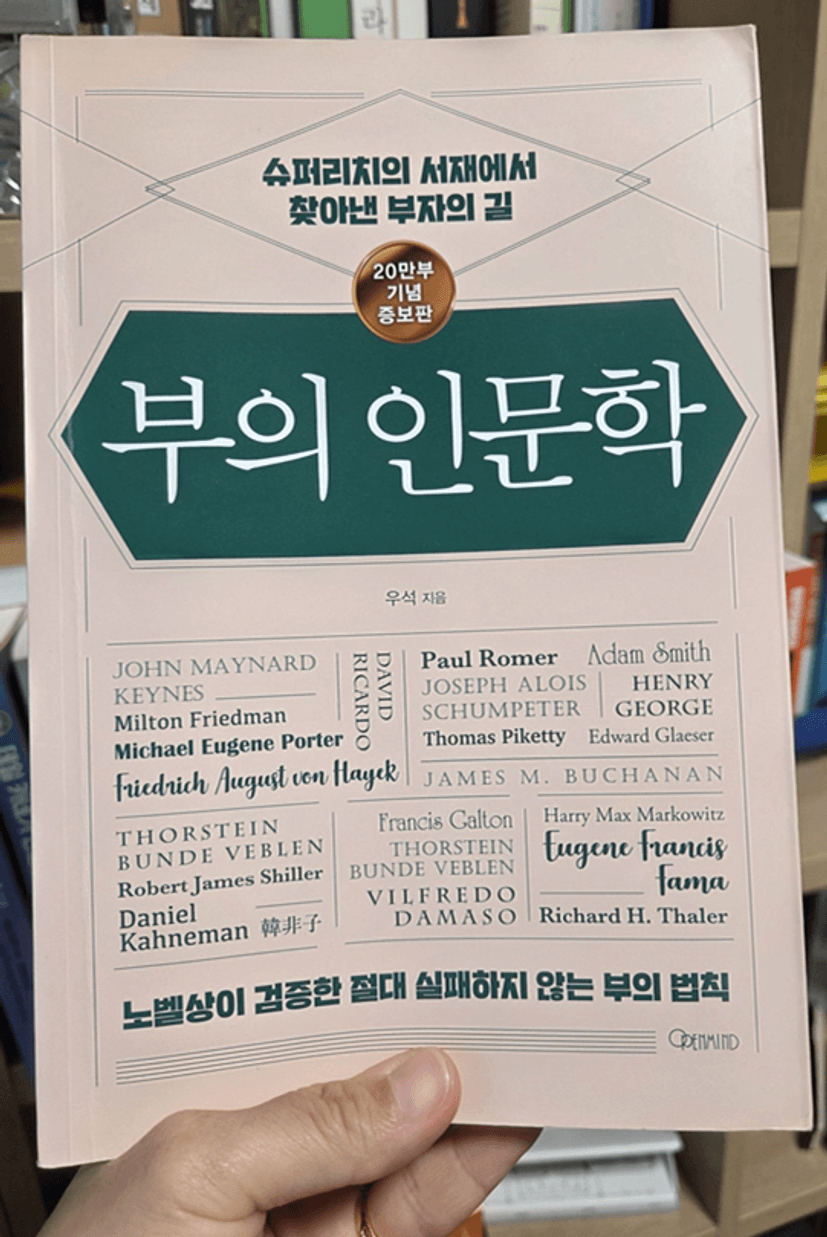 슈퍼리치의 서재에서
찾아낸 부자의 길
20만부
기념
증보판
부의 인문학
우석 지음
JOHN MAYNARD
KEYNES
Milton Friedman
Michael Eugene Porter
Friedrich August von Hayek
DAVID
RICARDO
Paul Romer
Adam Smith
JOSEPH ALOIS
SCHUMPETER
HENRY
GEORGE
Thomas Piketty
Edward Glaeser
JAMES M. BUCHANAN
THORSTEIN
BUNDE VEBLEN
Robert James Shiller
Daniel
Kahneman
韓非子
Francis Galton
THORSTEIN
BUNDE VEBLEN
VILFREDO
DAMASO
Harry Max Markowitz
Eugene Francis
Fama
Richard H. Thaler
노벨상이 검증한 절대 실패하지 않는 부의 법칙
OPENMIND